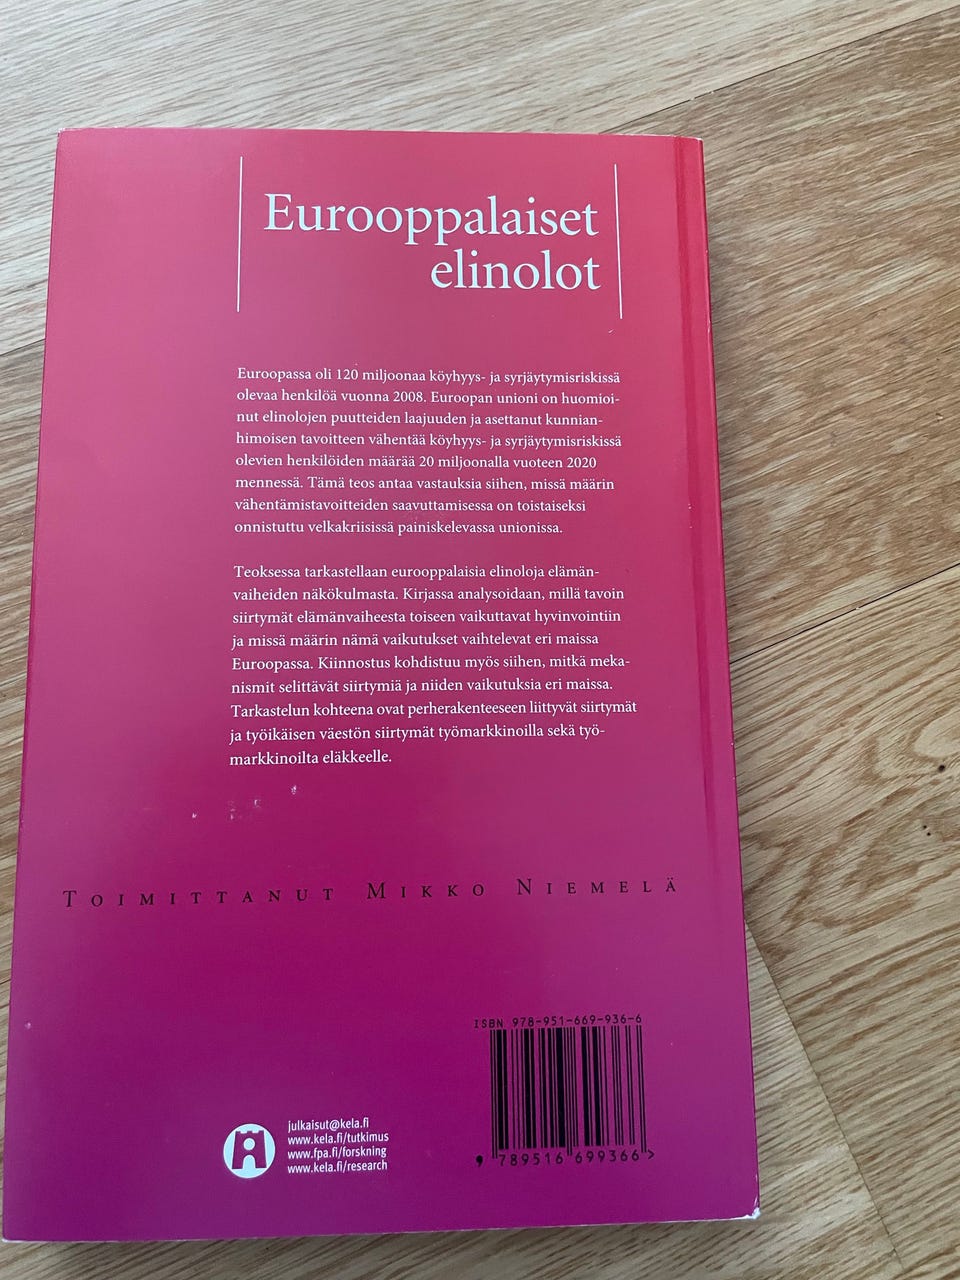 Eurooppalaiset
elinolot
Euroopassa oli 120 miljoonaa köyhyys- ja syrjäytymisriskissä
olevaa henkilöä vuonna 2008. Euroopan unioni on huomioi-
nut elinolojen puutteiden laajuuden ja asettanut kunnian-
himoisen tavoitteen vähentää köyhyys- ja syrjäytymisriskissä
olevien henkilöiden määrää 20 miljoonalla vuoteen 2020
mennessä. Tämä teos antaa vastauksia siihen, missä määrin
vähentämistavoitteiden saavuttamisessa on toistaiseksi
onnistuttu velkakriisissä painiskelevassa unionissa.
Teoksessa tarkastellaan eurooppalaisia elinoloja elämän-
vaiheiden näkökulmasta. Kirjassa analysoidaan, millä tavoin
siirtymät elämänvaiheesta toiseen vaikuttavat hyvinvointiin
ja missä määrin nämä vaikutukset vaihtelevat eri maissa
Euroopassa. Kiinnostus kohdistuu myös siihen, mitkä meka-
nismit selittävät siirtymiä ja niiden vaikutuksia eri maissa.
Tarkastelun kohteena ovat perherakenteeseen liittyvät siirtymät
ja työikäisen väestön siirtymät työmarkkinoilla sekä työ-
markkinoilta eläkkeelle.
TOIMITTANUT MIKKO NIEMELÄ
ISBN 978-951-669-936-6
9 789516 699366 >
julkaisut@kela.fi
www.kela.fi/tutkimus
www.fpa.fi/forskning
www.kela.fi/research